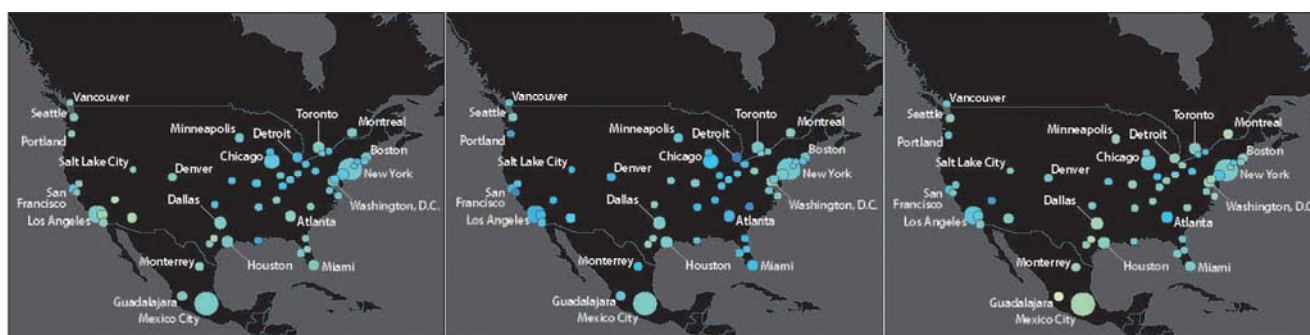 Vancouver
Seattle
Portland
Minneapolis
Detroit
Toronto
Montreal
Boston
Chicago
New York
Salt Lake City
Denver
San
Francisco
Los Angeles
Dallas
Washington, D.C.
Atlanta
Houston
Monterrey
Miami
Guadalajara
Mexico City
Vancouver
Seattle
Portland
Minneapolis
Detroit
Toronto
Montreal
Boston
Chicago
New York
Salt Lake City
Denver
San
Francisco
Los Angeles
Dallas
Washington, D.C.
Atlanta
Houston
Monterrey
Miami
Guadalajara
Mexico City
Vancouver
Seattle
Portland
Minneapolis
Detroit
Toronto
Montreal
Boston
Chicago
New York
Salt Lake City
Denver
San
Francisco
Los Angeles
Dallas
Washington, D.C.
Atlanta
Houston
Monterrey
Miami
Guadalajara
Mexico City